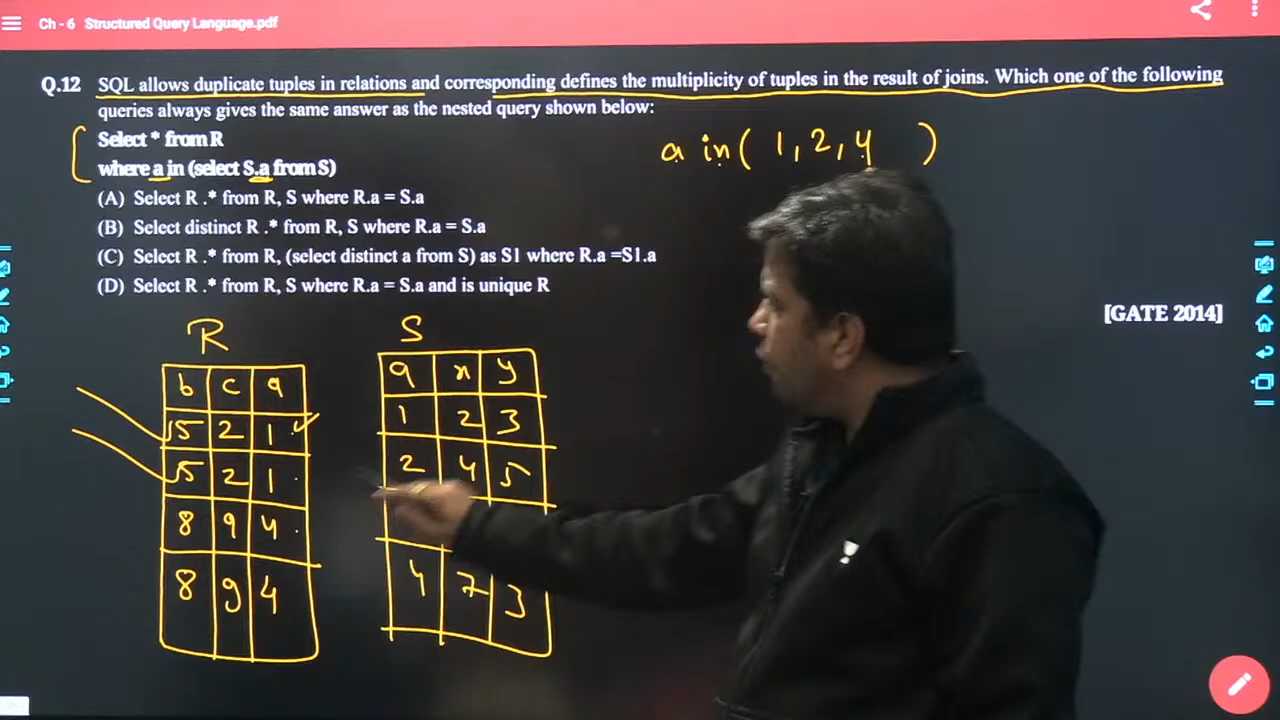 Ch - 6 Structured Query Language.pdf
Q.12 SQL allows duplicate tuples in relations and corresponding defines the multiplicity of tuples in the result of joins. Which one of the following
queries always gives the same answer as the nested query shown below:
Select * from R
where a in (select S.a from S)
a in ( 1, 2, 4 )
(A) Select R .* from R, S where R.a = S.a
(B) Select distinct R .* from R, S where R.a = S.a
(C) Select R .* from R, (select distinct a from S) as S1 where R.a =S1.a
(D) Select R .* from R, S where R.a = S.a and is unique R
[GATE 2014]
R S
b c a a x y
5 2 1 1 2 3
5 2 1 2 4 5
8 9 4
8 9 4 4 7 3